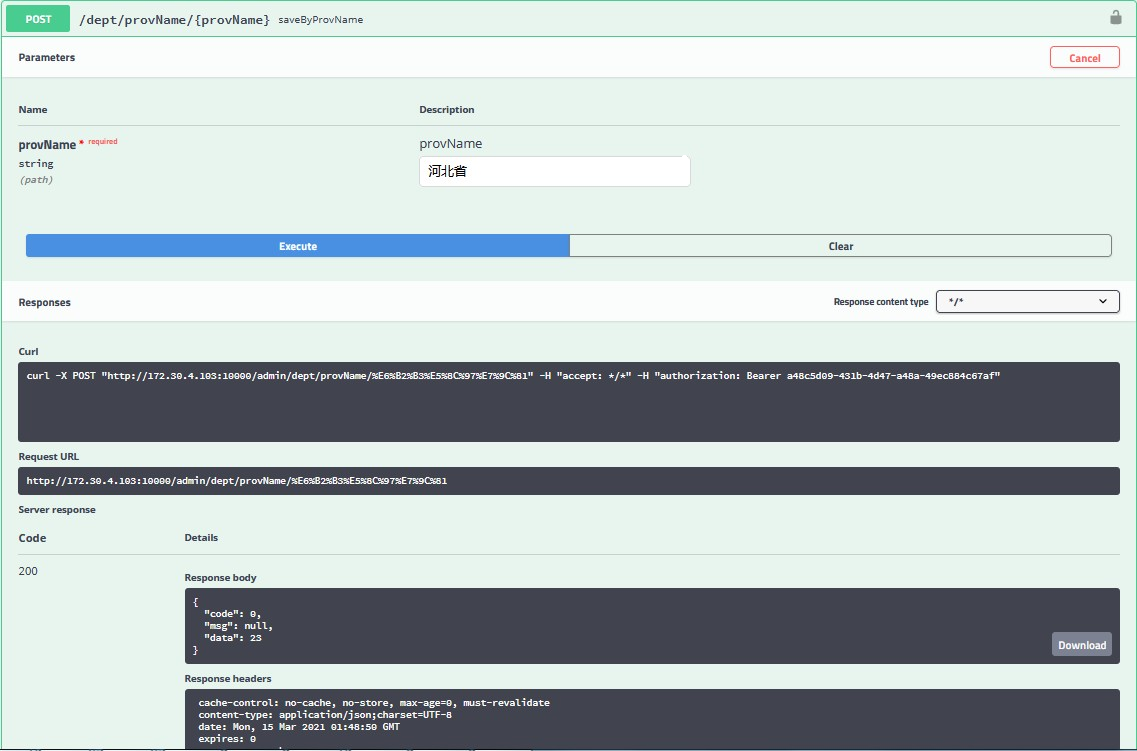 POST /dept/provName/{provName} saveByProvName
Parameters Cancel
Name Description
provName * required provName
string 河北省
(path)
Execute Clear
Responses Response content type */*
Curl
curl -X POST "http://172.30.4.103:10000/admin/dept/provName/%E6%B2%B3%E5%8C%97%E7%9C%81" -H "accept: */*" -H "authorization: Bearer a48c5d09-431b-4d47-a48a-49ec884c67af"
Request URL
http://172.30.4.103:10000/admin/dept/provName/%E6%B2%B3%E5%8C%97%E7%9C%81
Server response
Code Details
200
Response body
{
"code": 0,
"msg": null,
"data": 23
}
Download
Response headers
cache-control: no-cache, no-store, max-age=0, must-revalidate
content-type: application/json;charset=UTF-8
date: Mon, 15 Mar 2021 01:48:50 GMT
expires: 0